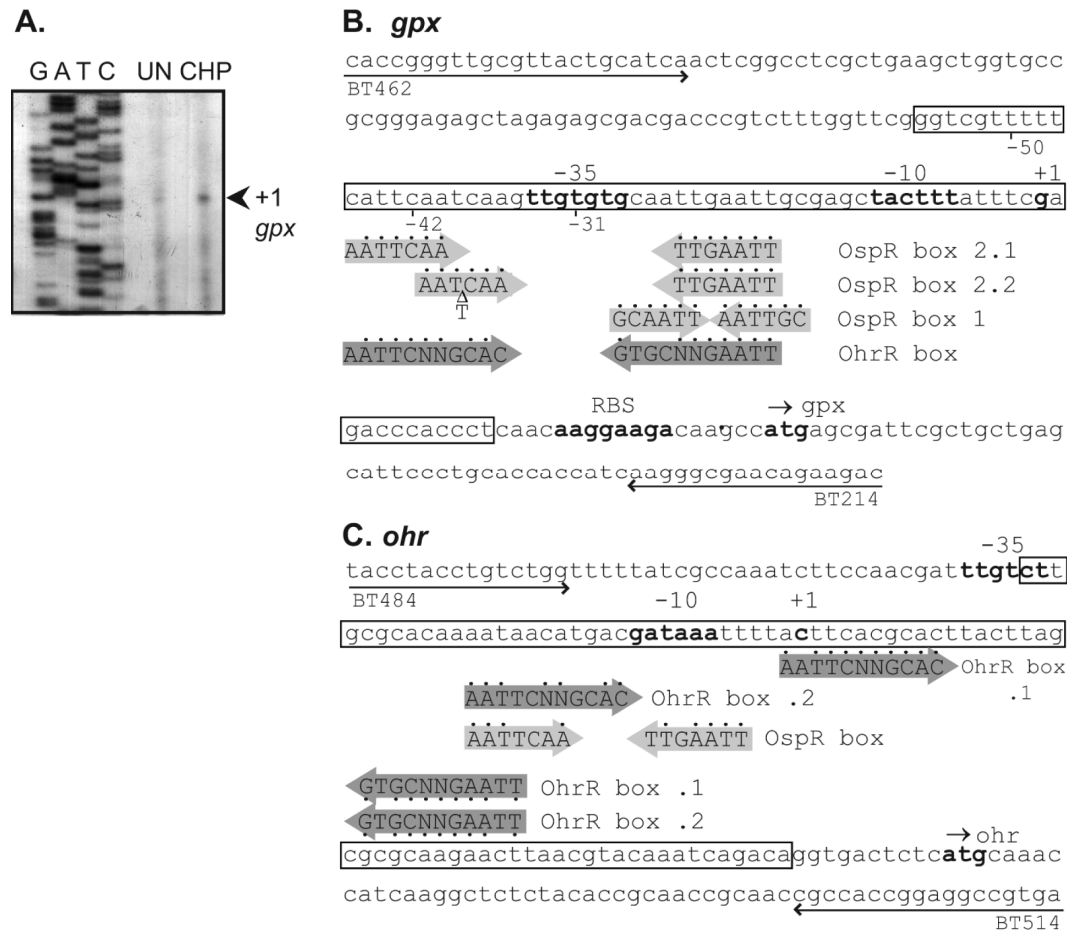 A.
G A T C UN CHP
+1
gpx
B. gpx
caccgggttgcgttactgcatcaactcggcctcgctgaagctggtgcc
BT462
gcgggagagctagagagcgacgacccgtctttggttcgggtcgttttt
-50
-35 -10 +1
cattcaatcaagttgtgtgcaattgaattgcgagctactttatttcga
-42 -31
AATTCAA TTGAATT OspR box 2.1
AATCAA TTGAATT OspR box 2.2
Δ
T
GCAATT AATTGC OspR box 1
AATTCNNGCAC GTGCNNGAATT OhrR box
RBS → gpx
gacccaccctcaacaaggaagacaagccatgagcgattcgctgctgag
cattccctgcaccaccatcaagggcgaacagaagac
BT214
C. ohr
-35
tacctacctgtctggtttttatcgccaaatcttccaacgatttgtctt
BT484
-10 +1
gcgcacaaaataacatgacgataaaattttacttcacgcacttacttag
AATTCNNGCAC OhrR box .1
AATTCNNGCAC OhrR box .2
AATTCAA TTGAATT OspR box
GTGCNNGAATT OhrR box .1
GTGCNNGAATT OhrR box .2
→ ohr
cgcgcaagaacttaacgtacaaatcagacaggtgactctcatgcaaac
catcaaggctctctacaccgcaaccgcaaccgccaccggaggccgtga
BT514